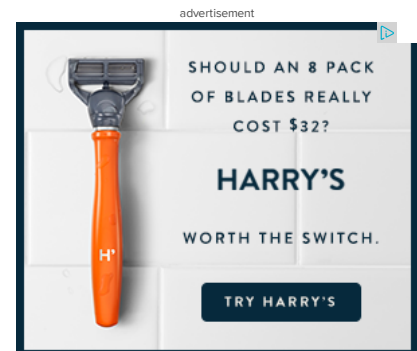 advertisement
SHOULD AN 8 PACK
OF BLADES REALLY
COST $32?
HARRY'S
WORTH THE SWITCH.
H'
TRY HARRY'S